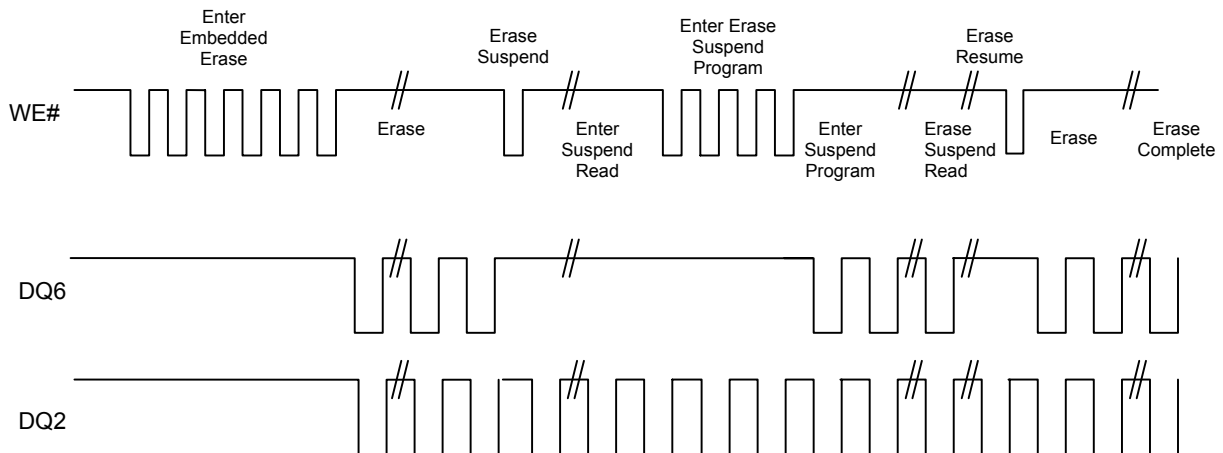 Enter
Embedded
Erase
Erase
Suspend
Enter Erase
Suspend
Program
Erase
Resume
WE#
Erase
Enter
Suspend
Read
Enter
Suspend
Program
Erase
Suspend
Read
Erase
Erase
Complete
DQ6
DQ2